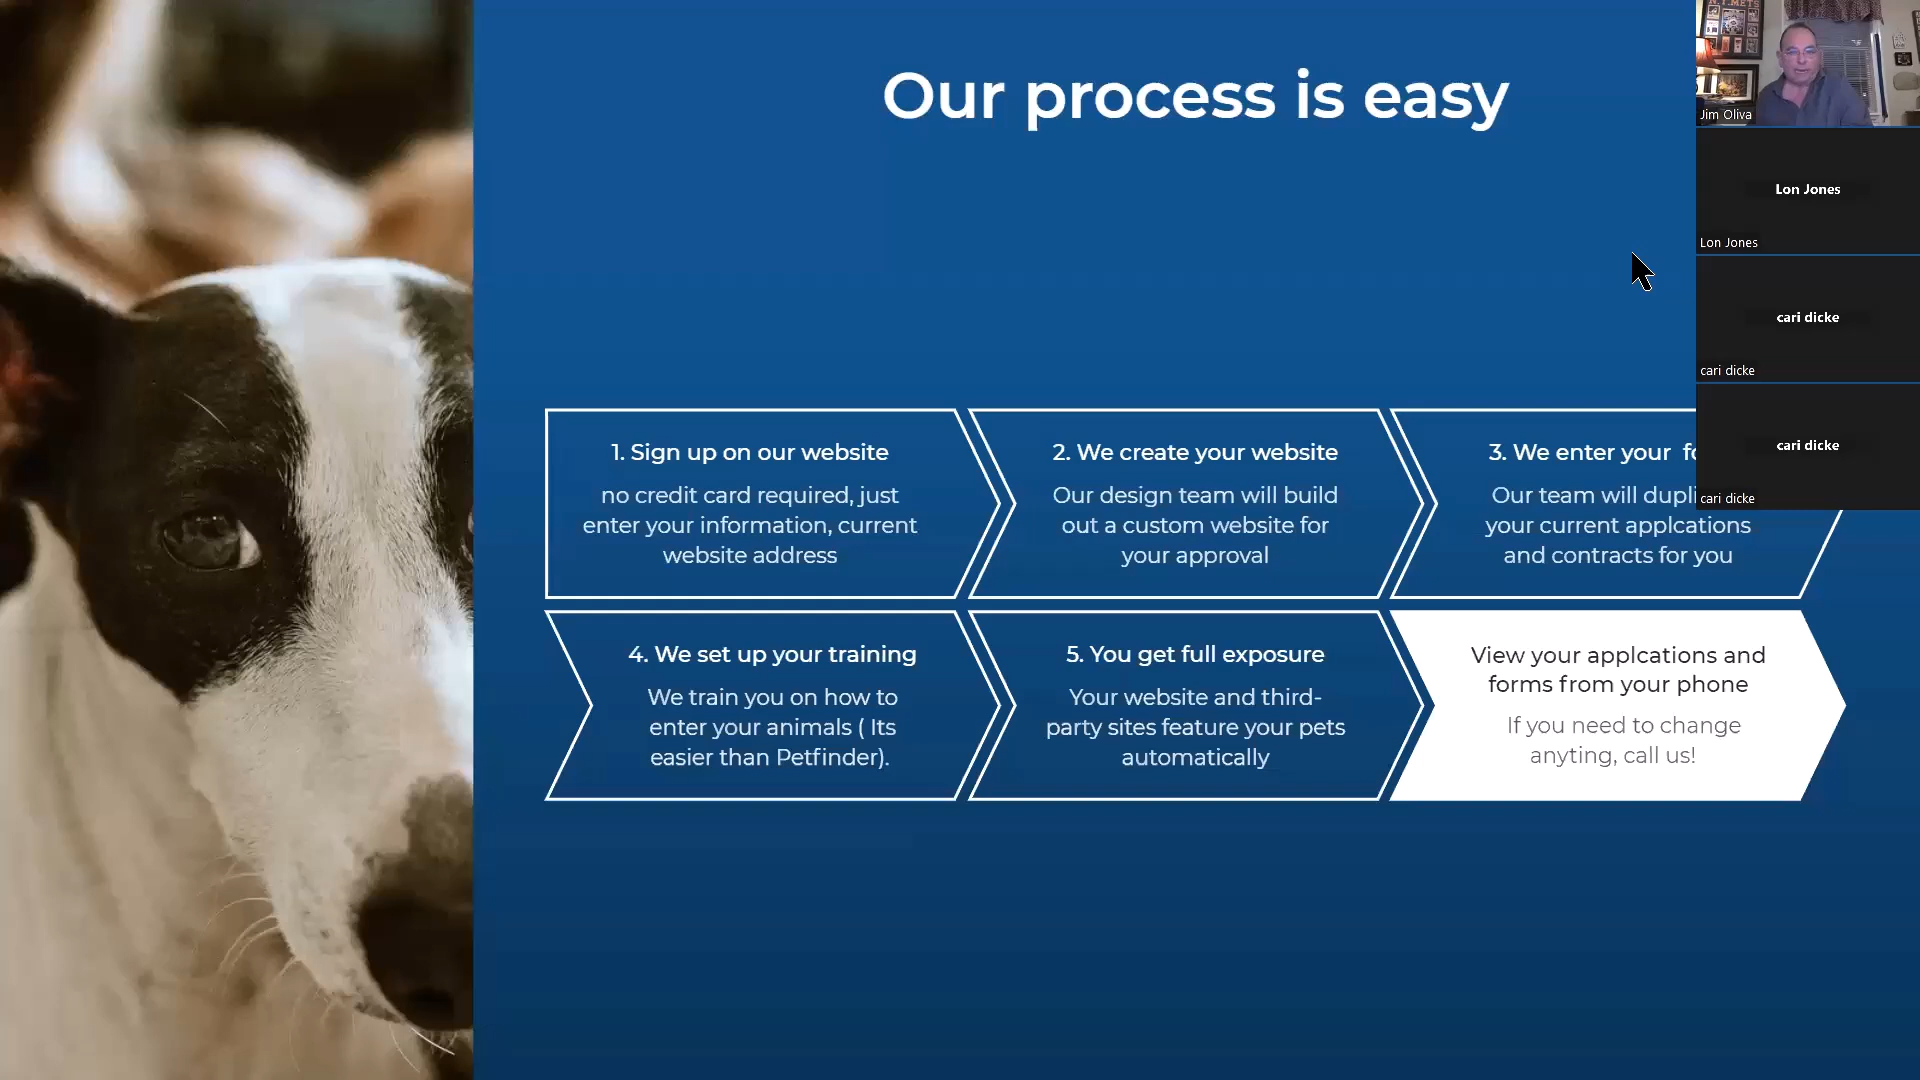 Our process is easy
1. Sign up on our website
no credit card required, just
enter your information, current
website address
2. We create your website
Our design team will build
out a custom website for
your approval
3. We enter your
Our team will
your current applcations
and contracts for you
4. We set up your training
We train you on how to
enter your animals ( Its
easier than Petfinder).
5. You get full exposure
Your website and third-
party sites feature your pets
automatically
View your applcations and
forms from your phone
If you need to change
anyting, call us!
N.Y. METS
Jim Oliva
Lon Jones
Lon Jones
cari dicke
cari dicke
cari dicke
cari dicke